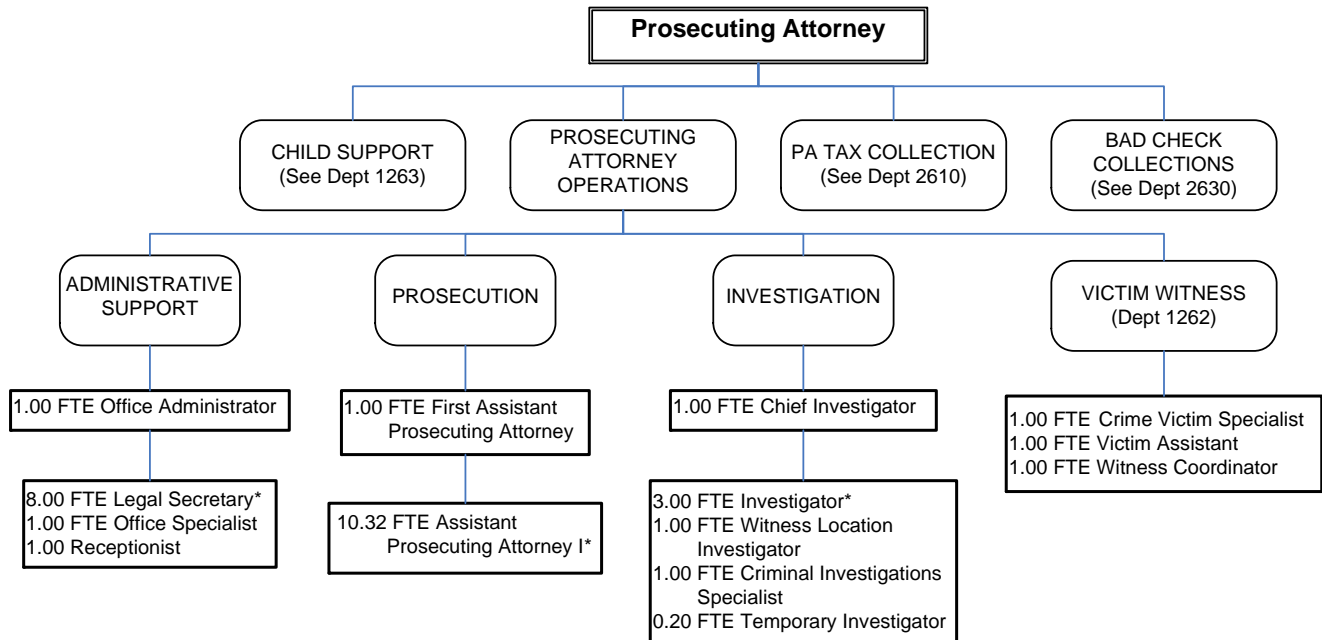 Prosecuting Attorney
CHILD SUPPORT
(See Dept 1263)
PROSECUTING
ATTORNEY
OPERATIONS
PA TAX COLLECTION
(See Dept 2610)
BAD CHECK
COLLECTIONS
(See Dept 2630)
ADMINISTRATIVE
SUPPORT
PROSECUTION
INVESTIGATION
VICTIM WITNESS
(Dept 1262)
1.00 FTE Office Administrator
1.00 FTE First Assistant
Prosecuting Attorney
1.00 FTE Chief Investigator
1.00 FTE Crime Victim Specialist
1.00 FTE Victim Assistant
1.00 FTE Witness Coordinator
8.00 FTE Legal Secretary*
1.00 FTE Office Specialist
1.00 Receptionist
10.32 FTE Assistant
Prosecuting Attorney I*
3.00 FTE Investigator*
1.00 FTE Witness Location
Investigator
1.00 FTE Criminal Investigations
Specialist
0.20 FTE Temporary Investigator